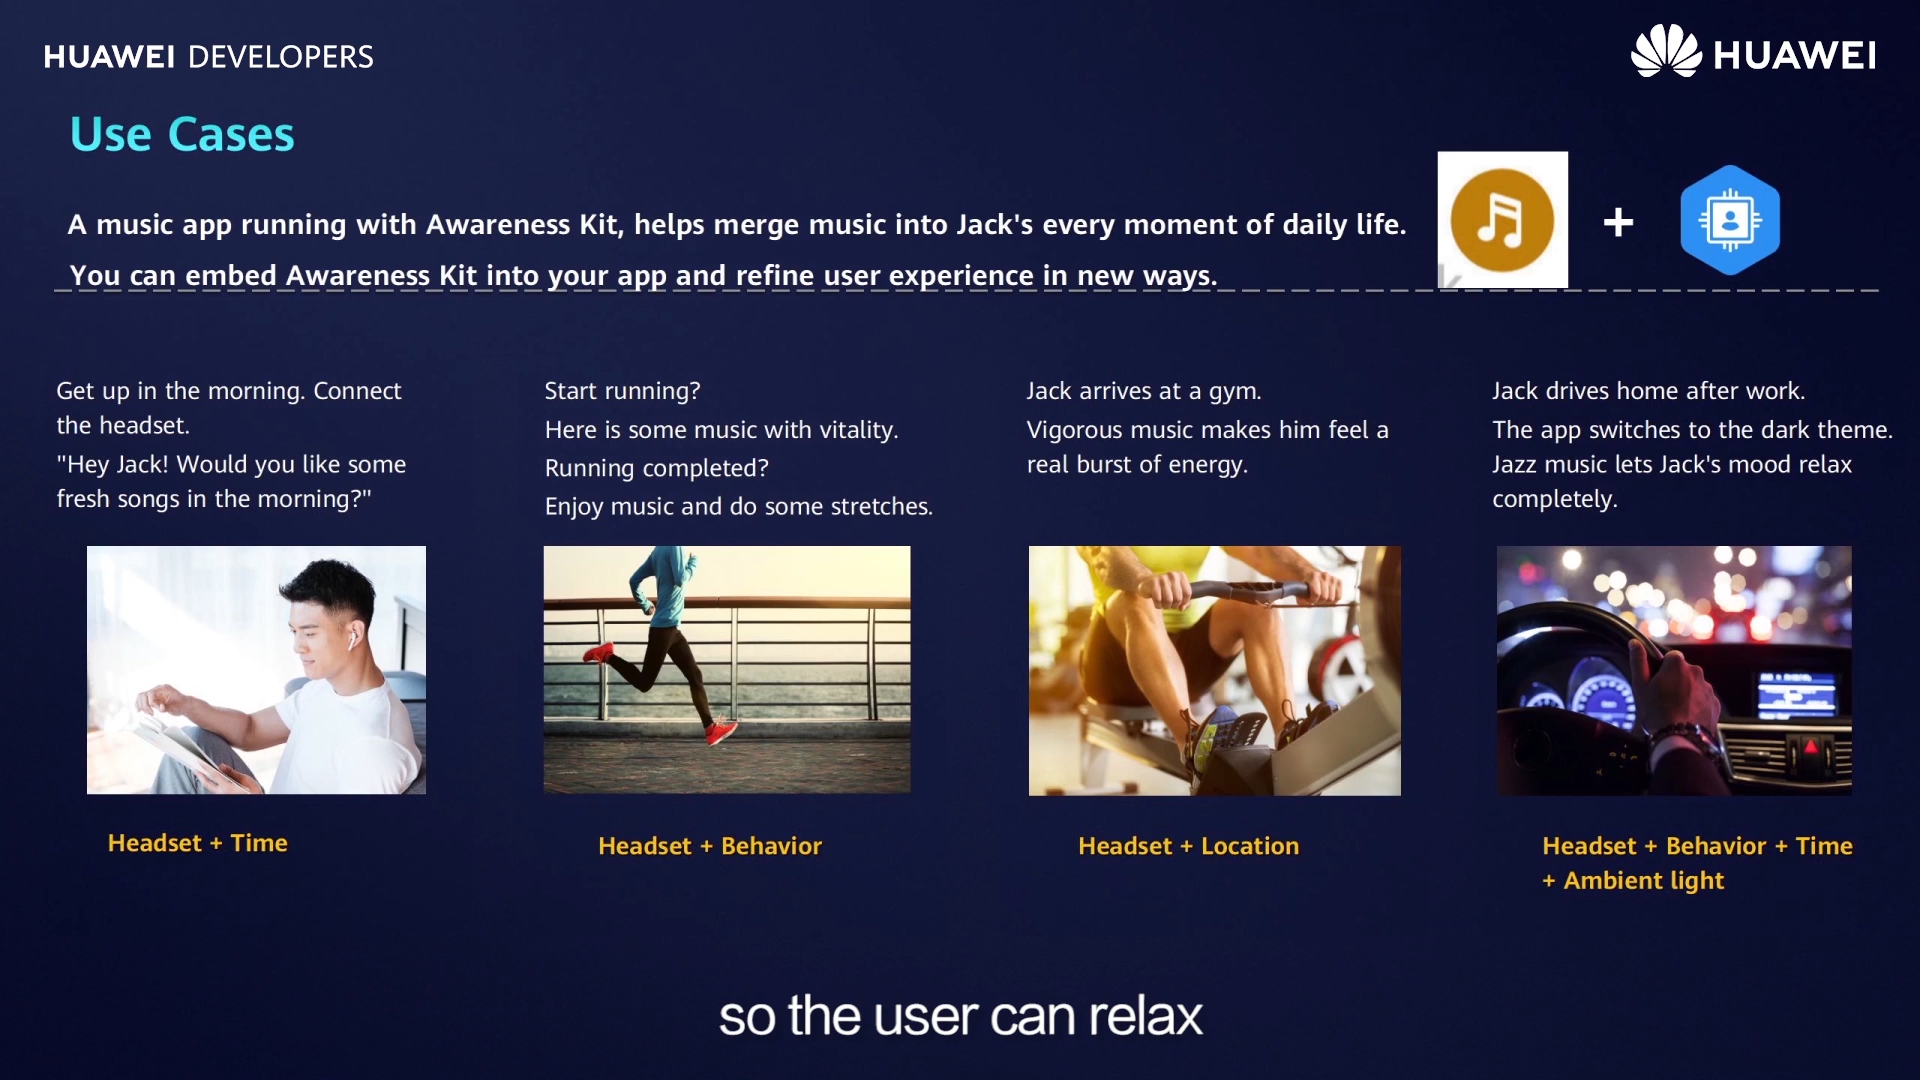 HUAWEI DEVELOPERS
HUAWEI
Use Cases
A music app running with Awareness Kit, helps merge music into Jack's every moment of daily life.
You can embed Awareness Kit into your app and refine user experience in new ways.
Get up in the morning. Connect
the headset.
"Hey Jack! Would you like some
fresh songs in the morning?"
Start running?
Here is some music with vitality.
Running completed?
Enjoy music and do some stretches.
Jack arrives at a gym.
Vigorous music makes him feel a
real burst of energy.
Jack drives home after work.
The app switches to the dark theme.
Jazz music lets Jack's mood relax
completely.
Headset + Time
Headset + Behavior
Headset + Location
Headset + Behavior + Time
+ Ambient light
so the user can relax